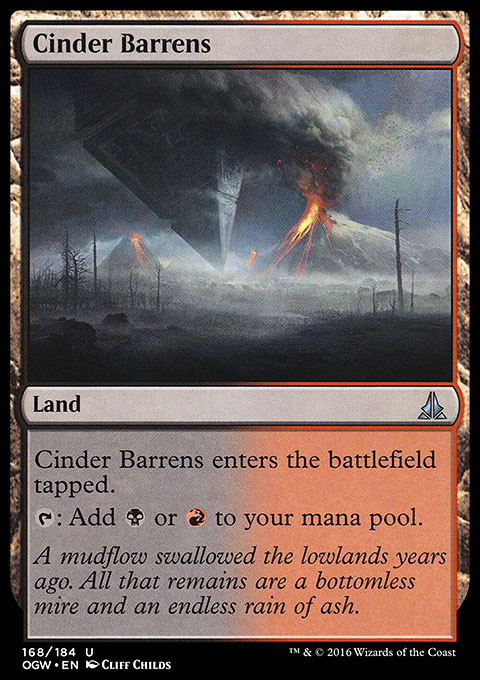 Cinder Barrens
Land
Cinder Barrens enters the battlefield
tapped.
: Add or to your mana pool.
A mudflow swallowed the lowlands years
ago. All that remains are a bottomless
mire and an endless rain of ash.
168/184 U
OGW • EN Cliff Childs
™ & © 2016 Wizards of the Coast